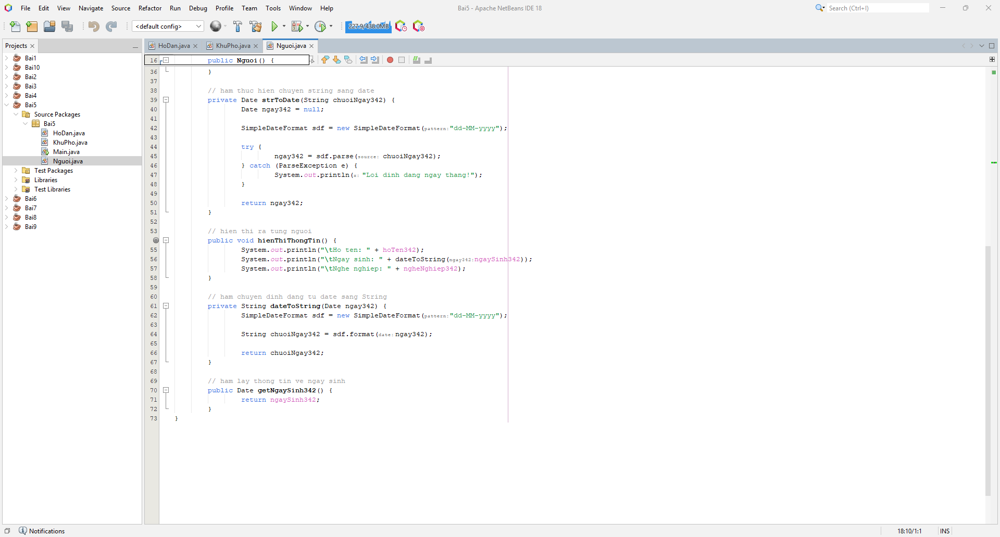 File Edit View Navigate Source Refactor Run Debug Profile Team Tools Window Help
Bai5 - Apache NetBeans IDE 18
Search (Ctrl+I)
<default config>
227.9/438.0MB
Projects
HoDan.java
KhuPho.java
Nguoi.java
Bai1
Bai10
Bai2
Bai3
Bai4
Bai5
Source Packages
Bai5
HoDan.java
KhuPho.java
Main.java
Nguoi.java
Test Packages
Libraries
Test Libraries
Bai6
Bai7
Bai8
Bai9
16 public Nguoi() {
36 }
37
38 // ham thuc hien chuyen string sang date
39 private Date strToDate(String chuoiNgay342) {
40 Date ngay342 = null;
41
42 SimpleDateFormat sdf = new SimpleDateFormat(pattern:"dd-MM-yyyy");
43
44 try {
45 ngay342 = sdf.parse(source: chuoiNgay342);
46 } catch (ParseException e) {
47 System.out.println(x: "Loi dinh dang ngay thang!");
48 }
49
50 return ngay342;
51 }
52
53 // hien thi ra tung nguoi
public void hienThiThongTin() {
55 System.out.println("\tHo ten: " + hoTen342);
56 System.out.println("\tNgay sinh: " + dateToString(ngay342:ngaySinh342));
57 System.out.println("\tNghe nghiep: " + ngheNghiep342);
58 }
59
60 // ham chuyen dinh dang tu date sang String
61 private String dateToString(Date ngay342) {
62 SimpleDateFormat sdf = new SimpleDateFormat(pattern:"dd-MM-yyyy");
63
64 String chuoiNgay342 = sdf.format(date: ngay342);
65
66 return chuoiNgay342;
67 }
68
69 // ham lay thong tin ve ngay sinh
70 public Date getNgaySinh342() {
71 return ngaySinh342;
72 }
73 }
Notifications
18:10/1:1
INS